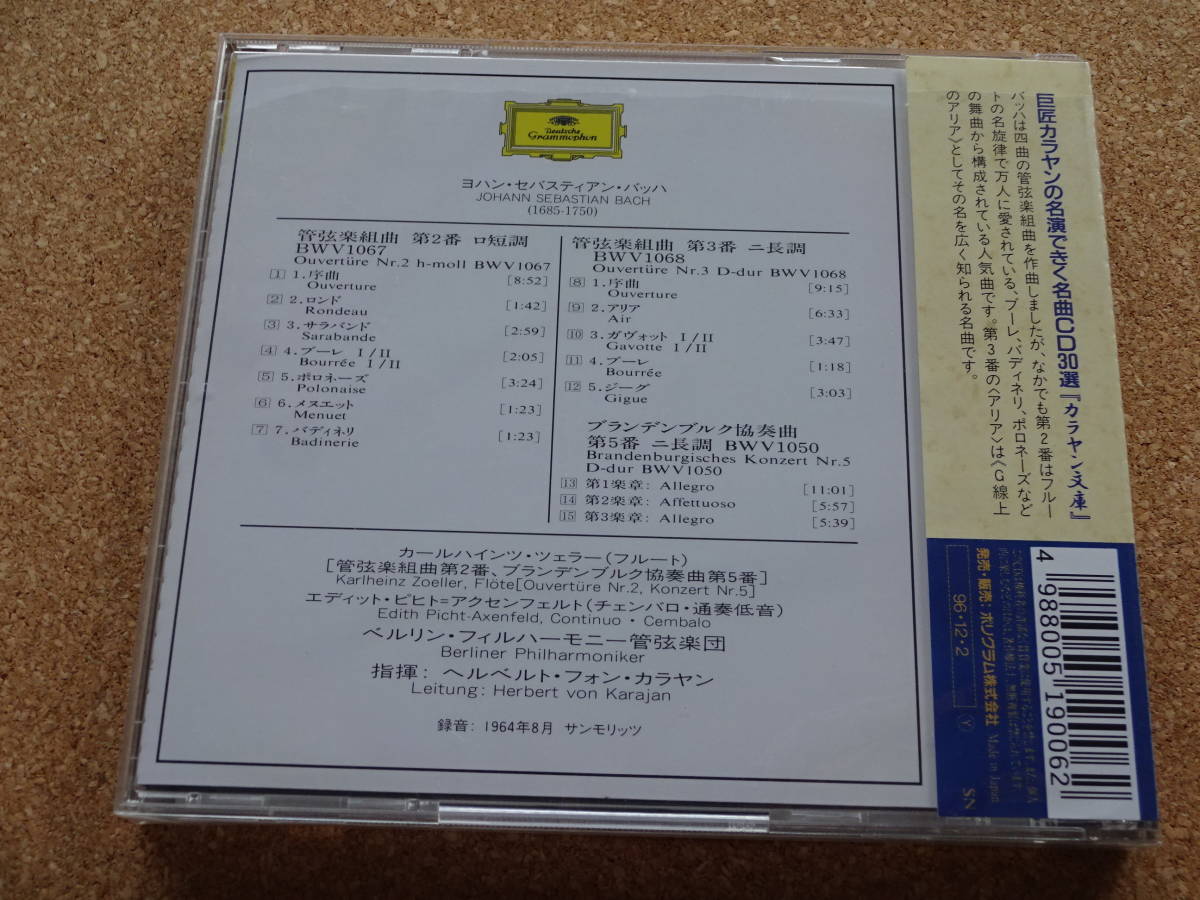 Deutsche
Grammophon
ヨハン・セバスティアン・バッハ
JOHANN SEBASTIAN BACH
(1685-1750)
管弦楽組曲 第2番 ロ短調
BWV1067
Ouvertüre Nr.2 h-moll BWV1067
1 1.序曲 [8:52]
Ouverture
2 2.ロンド [1:42]
Rondeau
3 3.サラバンド [2:59]
Sarabande
4 4.ブーレ I/II [2:05]
Bourrée I/II
5 5.ポロネーズ [3:24]
Polonaise
6 6.メヌエット [1:23]
Menuet
7 7.バディネリ [1:23]
Badinerie
管弦楽組曲 第3番 ニ長調
BWV1068
Ouvertüre Nr.3 D-dur BWV1068
8 1.序曲 [9:15]
Ouverture
9 2.アリア [6:33]
Air
10 3.ガヴォット I/II [3:47]
Gavotte I/II
11 4.ブーレ [1:18]
Bourrée
12 5.ジーグ [3:03]
Gigue
ブランデンブルク協奏曲
第5番 ニ長調 BWV1050
Brandenburgisches Konzert Nr.5
D-dur BWV1050
13 第1楽章: Allegro [11:01]
14 第2楽章: Affettuoso [5:57]
15 第3楽章: Allegro [5:39]
カールハインツ・ツェラー(フルート)
[管弦楽組曲第2番、ブランデンブルク協奏曲第5番]
Karlheinz Zoeller, Flöte[Ouvertüre Nr.2, Konzert Nr.5]
エディット・ピヒト=アクセンフェルト(チェンバロ・通奏低音)
Edith Picht-Axenfeld, Continuo・Cembalo
ベルリン・フィルハーモニー管弦楽団
Berliner Philharmoniker
指揮: ヘルベルト・フォン・カラヤン
Leitung: Herbert von Karajan
録音: 1964年8月 サンモリッツ
巨匠カラヤンの名演できく名曲CD30選『カラヤン文庫』
バッハは四曲の管弦楽組曲を作曲しましたが、なかでも第2番はフルー
トの名旋律で万人に愛されている、ブーレ、バディネリ、ポロネーズなど
の舞曲から構成されている人気曲です。第3番の〈アリア〉は〈G線上
のアリア〉としてその名を広く知られる名曲です。
4 988005 190062
発売・販売:ポリグラム株式会社 Made in Japan
96・12・2 Y SN